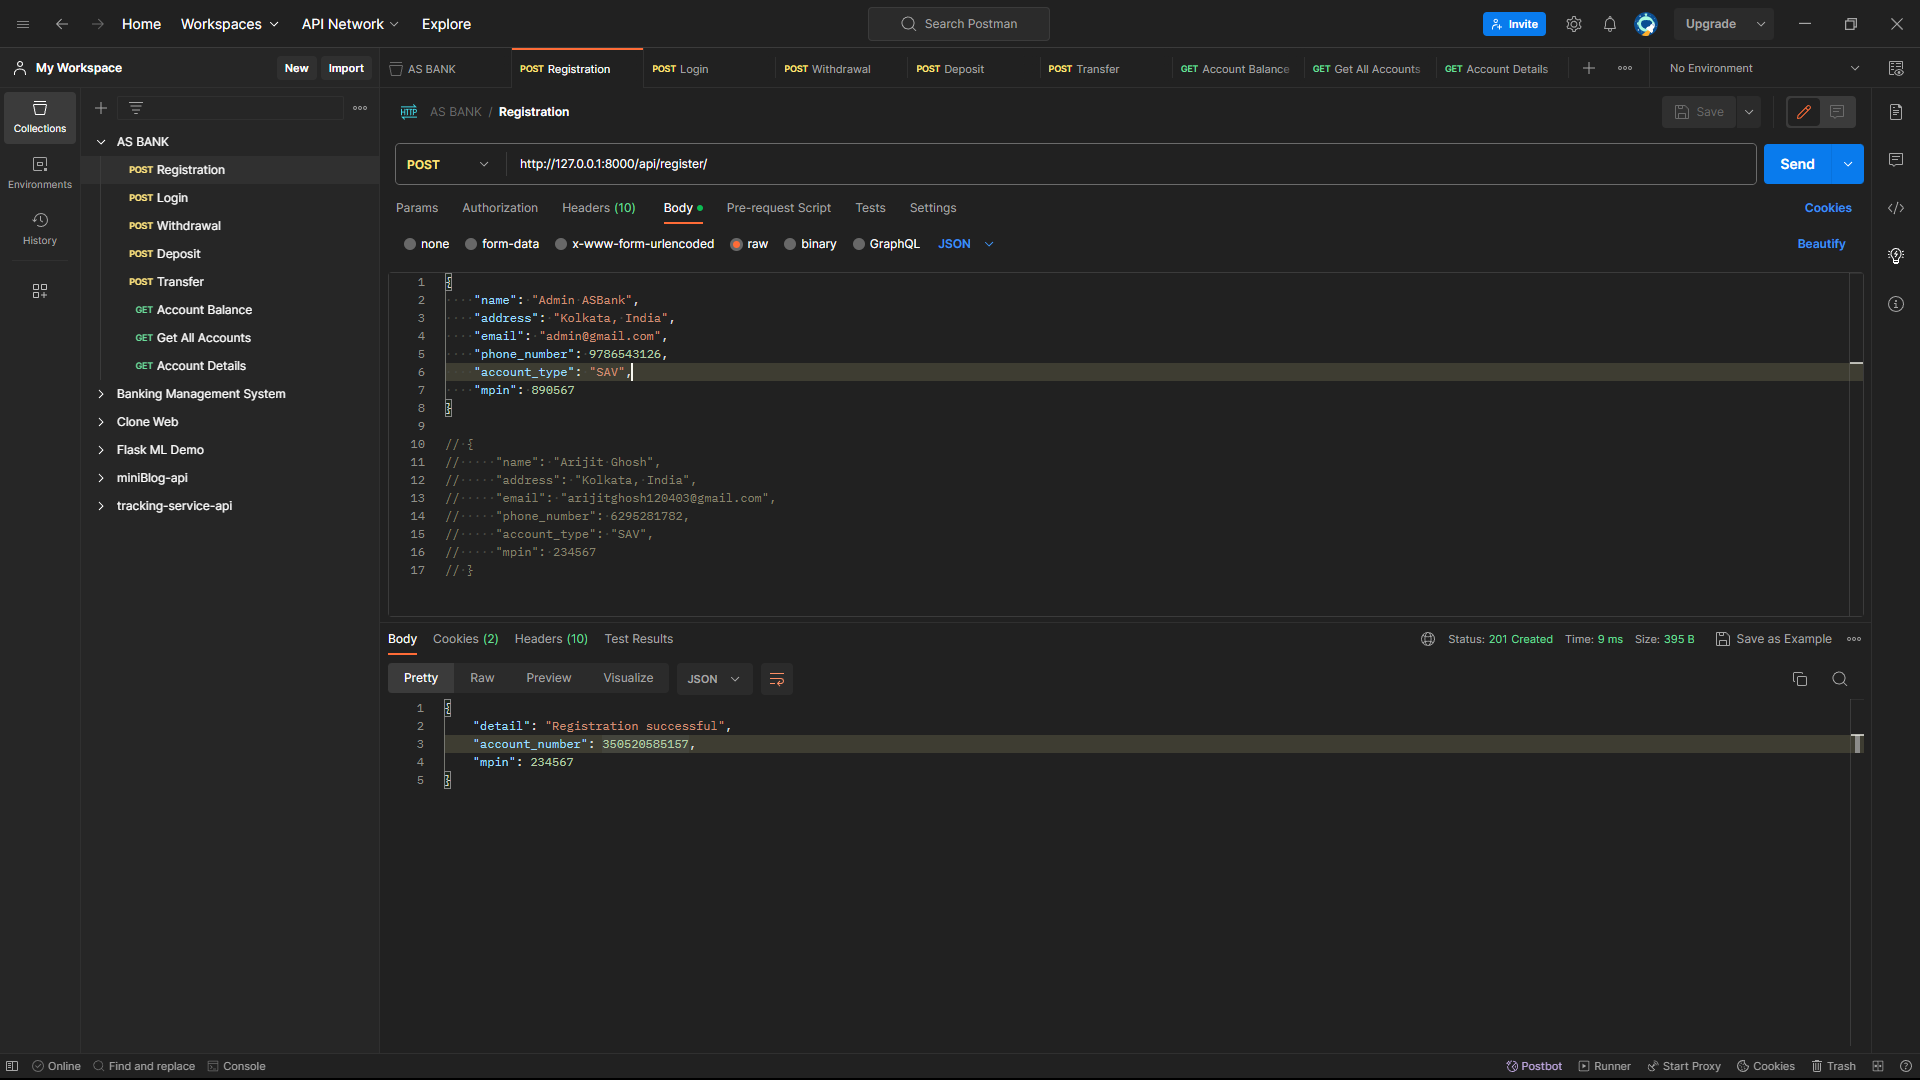 Home Workspaces API Network Explore Search Postman Invite Upgrade
My Workspace New Import AS BANK POST Registration POST Login POST Withdrawal POST Deposit POST Transfer GET Account Balance GET Get All Accounts GET Account Details No Environment
Collections
Environments
History
AS BANK
POST Registration
POST Login
POST Withdrawal
POST Deposit
POST Transfer
GET Account Balance
GET Get All Accounts
GET Account Details
Banking Management System
Clone Web
Flask ML Demo
miniBlog-api
tracking-service-api
HTTP AS BANK / Registration Save
POST http://127.0.0.1:8000/api/register/ Send
Params Authorization Headers (10) Body Pre-request Script Tests Settings Cookies
none form-data x-www-form-urlencoded raw binary GraphQL JSON Beautify
1 {
2 "name": "Admin ASBank",
3 "address": "Kolkata, India",
4 "email": "admin@gmail.com",
5 "phone_number": 9786543126,
6 "account_type": "SAV",
7 "mpin": 890567
8 }
9
10 // {
11 // "name": "Arijit Ghosh",
12 // "address": "Kolkata, India",
13 // "email": "arijitghosh120403@gmail.com",
14 // "phone_number": 6295281782,
15 // "account_type": "SAV",
16 // "mpin": 234567
17 // }
Body Cookies (2) Headers (10) Test Results Status: 201 Created Time: 9 ms Size: 395 B Save as Example
Pretty Raw Preview Visualize JSON
1 {
2 "detail": "Registration successful",
3 "account_number": 350520585157,
4 "mpin": 234567
5 }
Online Find and replace Console Postbot Runner Start Proxy Cookies Trash